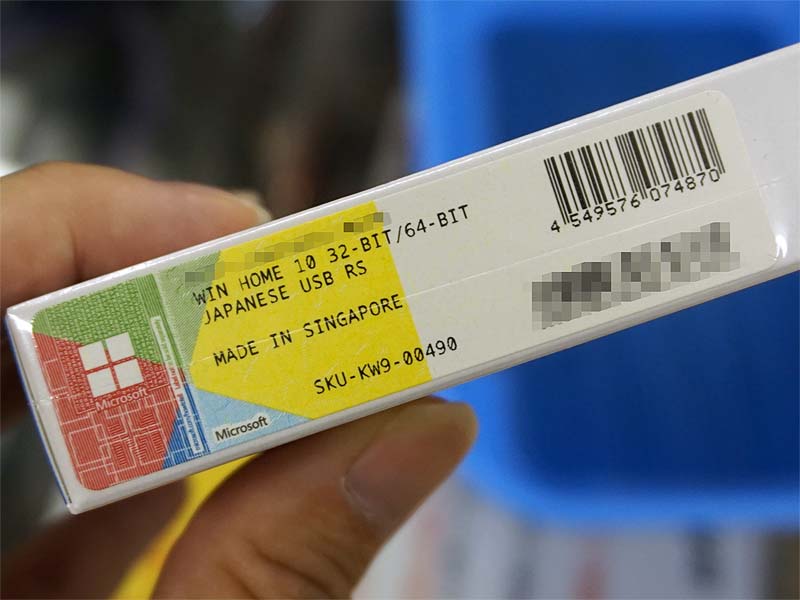 WIN HOME 10 32-BIT/64-BIT
JAPANESE USB RS
MADE IN SINGAPORE
SKU-KW9-00490
4 549576 074870
Microsoft
Microsoft